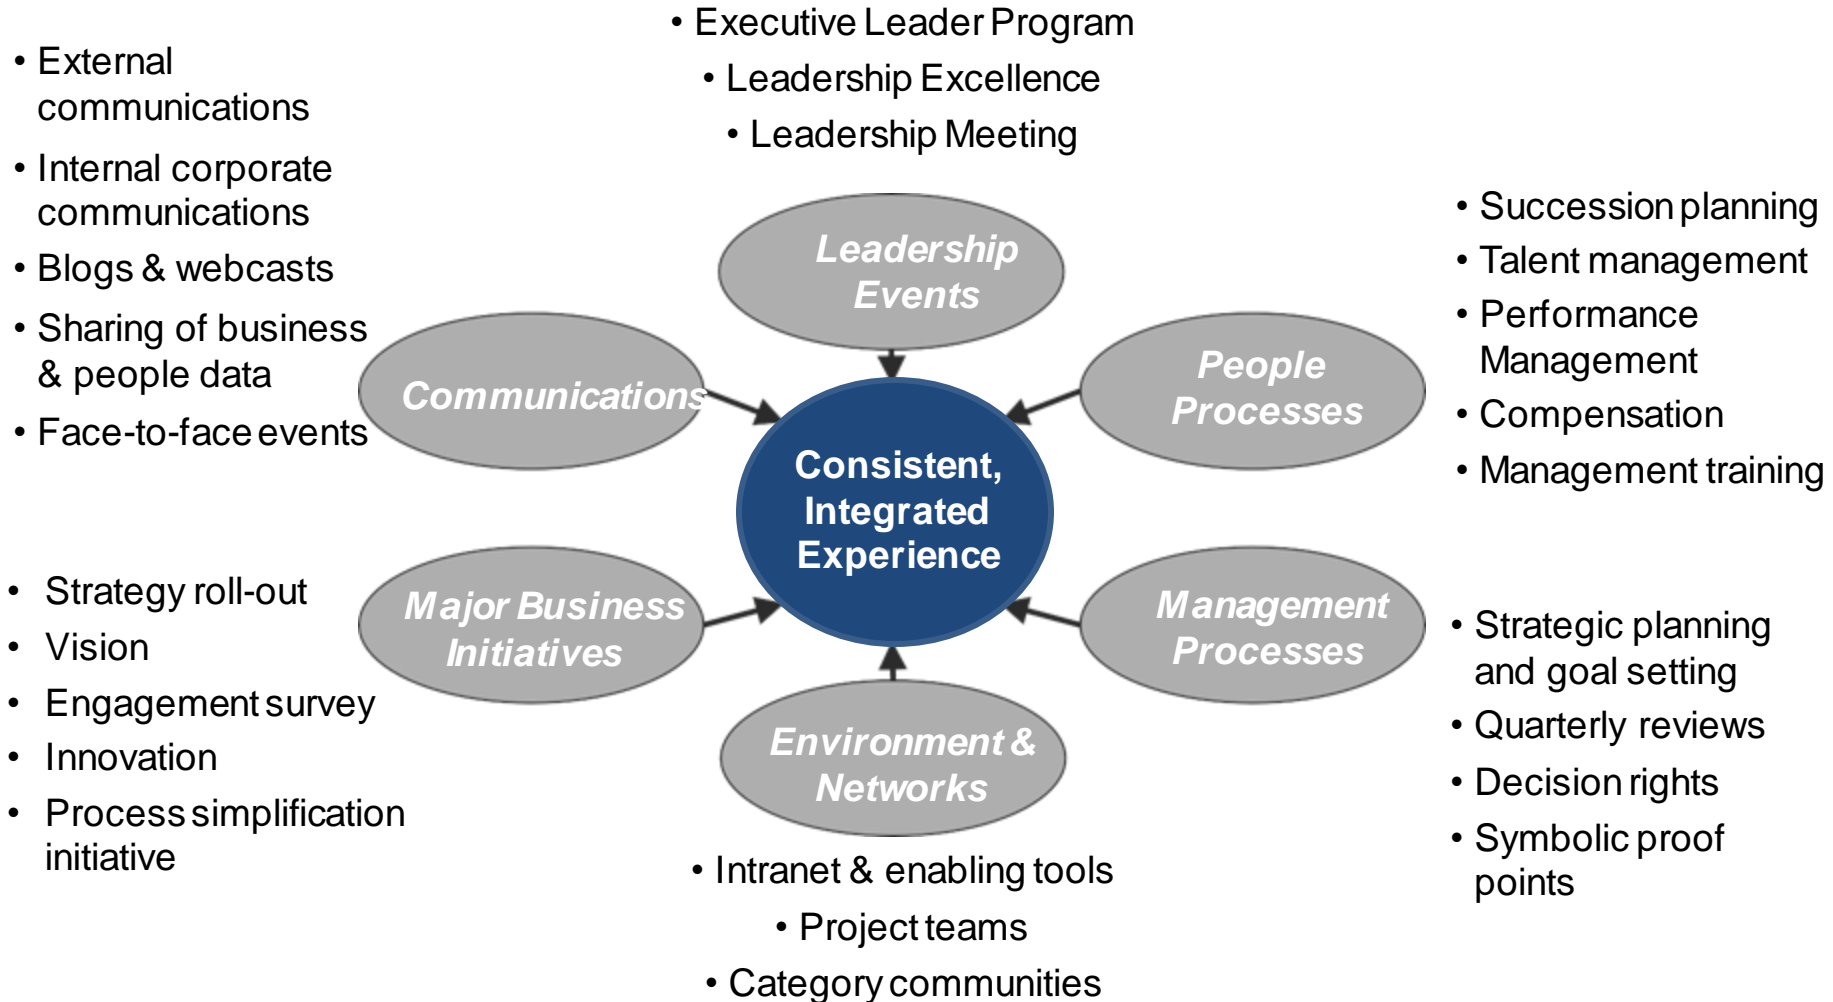 • Executive Leader Program
• Leadership Excellence
• Leadership Meeting
• External
communications
• Internal corporate
communications
• Blogs & webcasts
• Sharing of business
& people data
• Face-to-face events
Leadership
Events
• Succession planning
• Talent management
• Performance
Management
• Compensation
• Management training
Communications
People
Processes
Consistent,
Integrated
Experience
• Strategy roll-out
• Vision
• Engagement survey
• Innovation
• Process simplification
initiative
Major Business
Initiatives
Management
Processes
• Strategic planning
and goal setting
• Quarterly reviews
• Decision rights
• Symbolic proof
points
Environment &
Networks
• Intranet & enabling tools
• Project teams
• Category communities